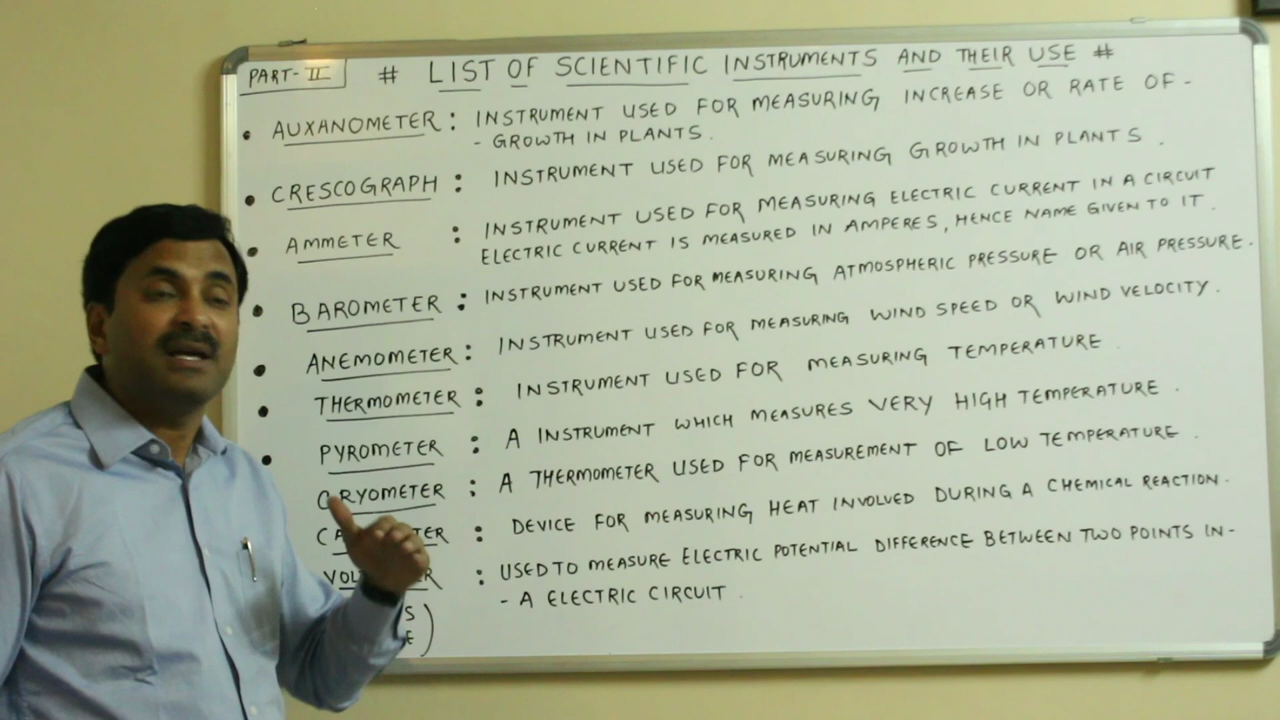 PART-II # LIST OF SCIENTIFIC INSTRUMENTS AND THEIR USE #
• AUXANOMETER : INSTRUMENT USED FOR MEASURING INCREASE OR RATE OF -
- GROWTH IN PLANTS.
• CRESCOGRAPH : INSTRUMENT USED FOR MEASURING GROWTH IN PLANTS.
• AMMETER : INSTRUMENT USED FOR MEASURING ELECTRIC CURRENT IN A CIRCUIT
ELECTRIC CURRENT IS MEASURED IN AMPERES, HENCE NAME GIVEN TO IT.
• BAROMETER : INSTRUMENT USED FOR MEASURING ATMOSPHERIC PRESSURE OR AIR PRESSURE.
• ANEMOMETER : INSTRUMENT USED FOR MEASURING WIND SPEED OR WIND VELOCITY.
• THERMOMETER : INSTRUMENT USED FOR MEASURING TEMPERATURE
• PYROMETER : A INSTRUMENT WHICH MEASURES VERY HIGH TEMPERATURE.
CRYOMETER : A THERMOMETER USED FOR MEASUREMENT OF LOW TEMPERATURE.
: DEVICE FOR MEASURING HEAT INVOLVED DURING A CHEMICAL REACTION.
: USED TO MEASURE ELECTRIC POTENTIAL DIFFERENCE BETWEEN TWO POINTS IN -
- A ELECTRIC CIRCUIT.